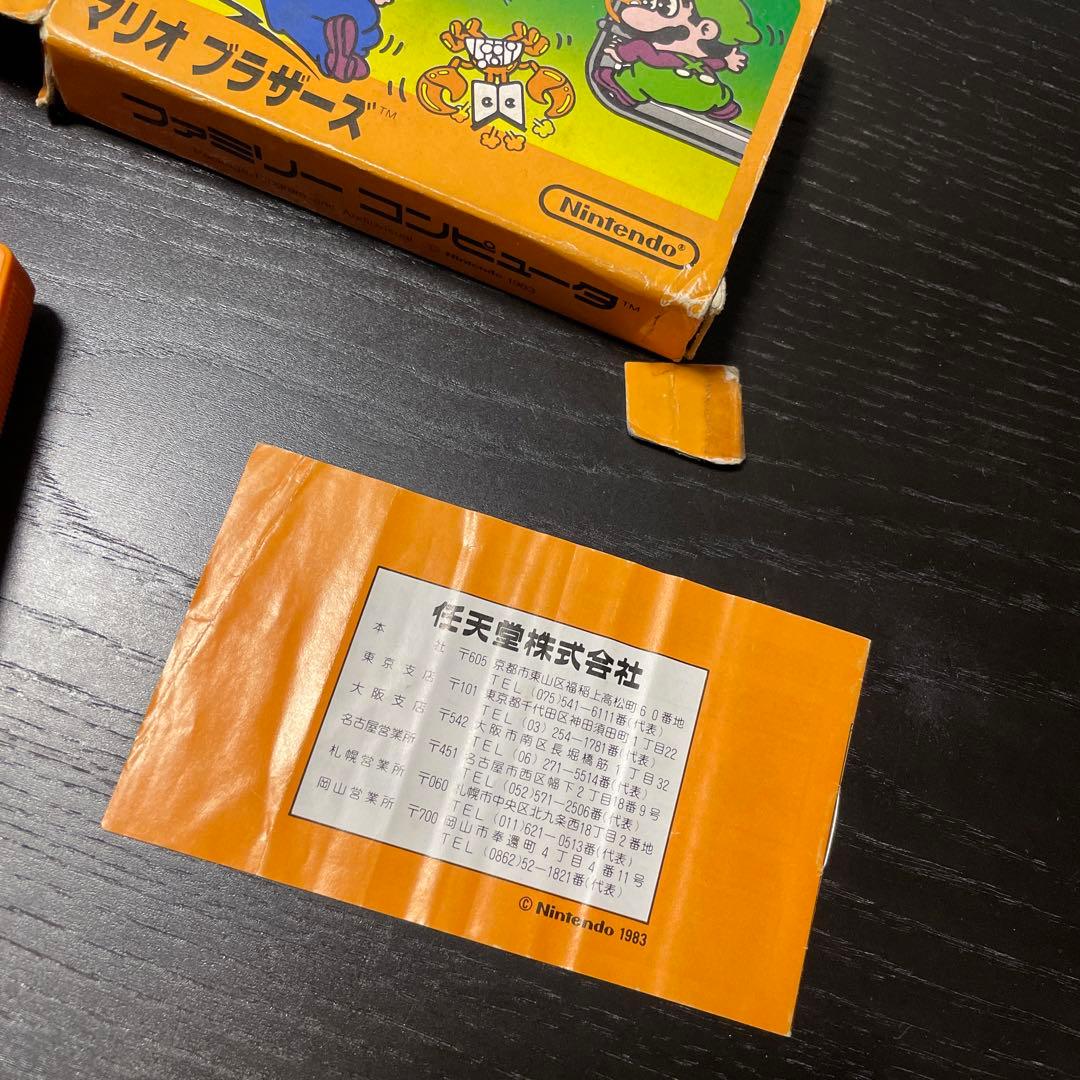 マリオ ブラザーズ™
ファミリー コンピュータ™
Package, Program and Audiovisual © Nintendo 1983
Nintendo®
任天堂株式会社
本 社 〒605 京都市東山区福稲上高松町60番地
TEL (075)541-6111番(代表)
東京支店 〒101 東京都千代田区神田須田町1丁目22
TEL (03) 254-1781番(代表)
大阪支店 〒542 大阪市南区長堀橋筋1丁目32
TEL (06) 271-5514番(代表)
名古屋営業所 〒451 名古屋市西区幅下2丁目18番9号
TEL (052)571-2506番(代表)
札幌営業所 〒060 札幌市中央区北九条西18丁目2番地
TEL (011)621-0513番(代表)
岡山営業所 〒700 岡山市奉還町4丁目4番11号
TEL (0862)52-1821番(代表)
© Nintendo 1983